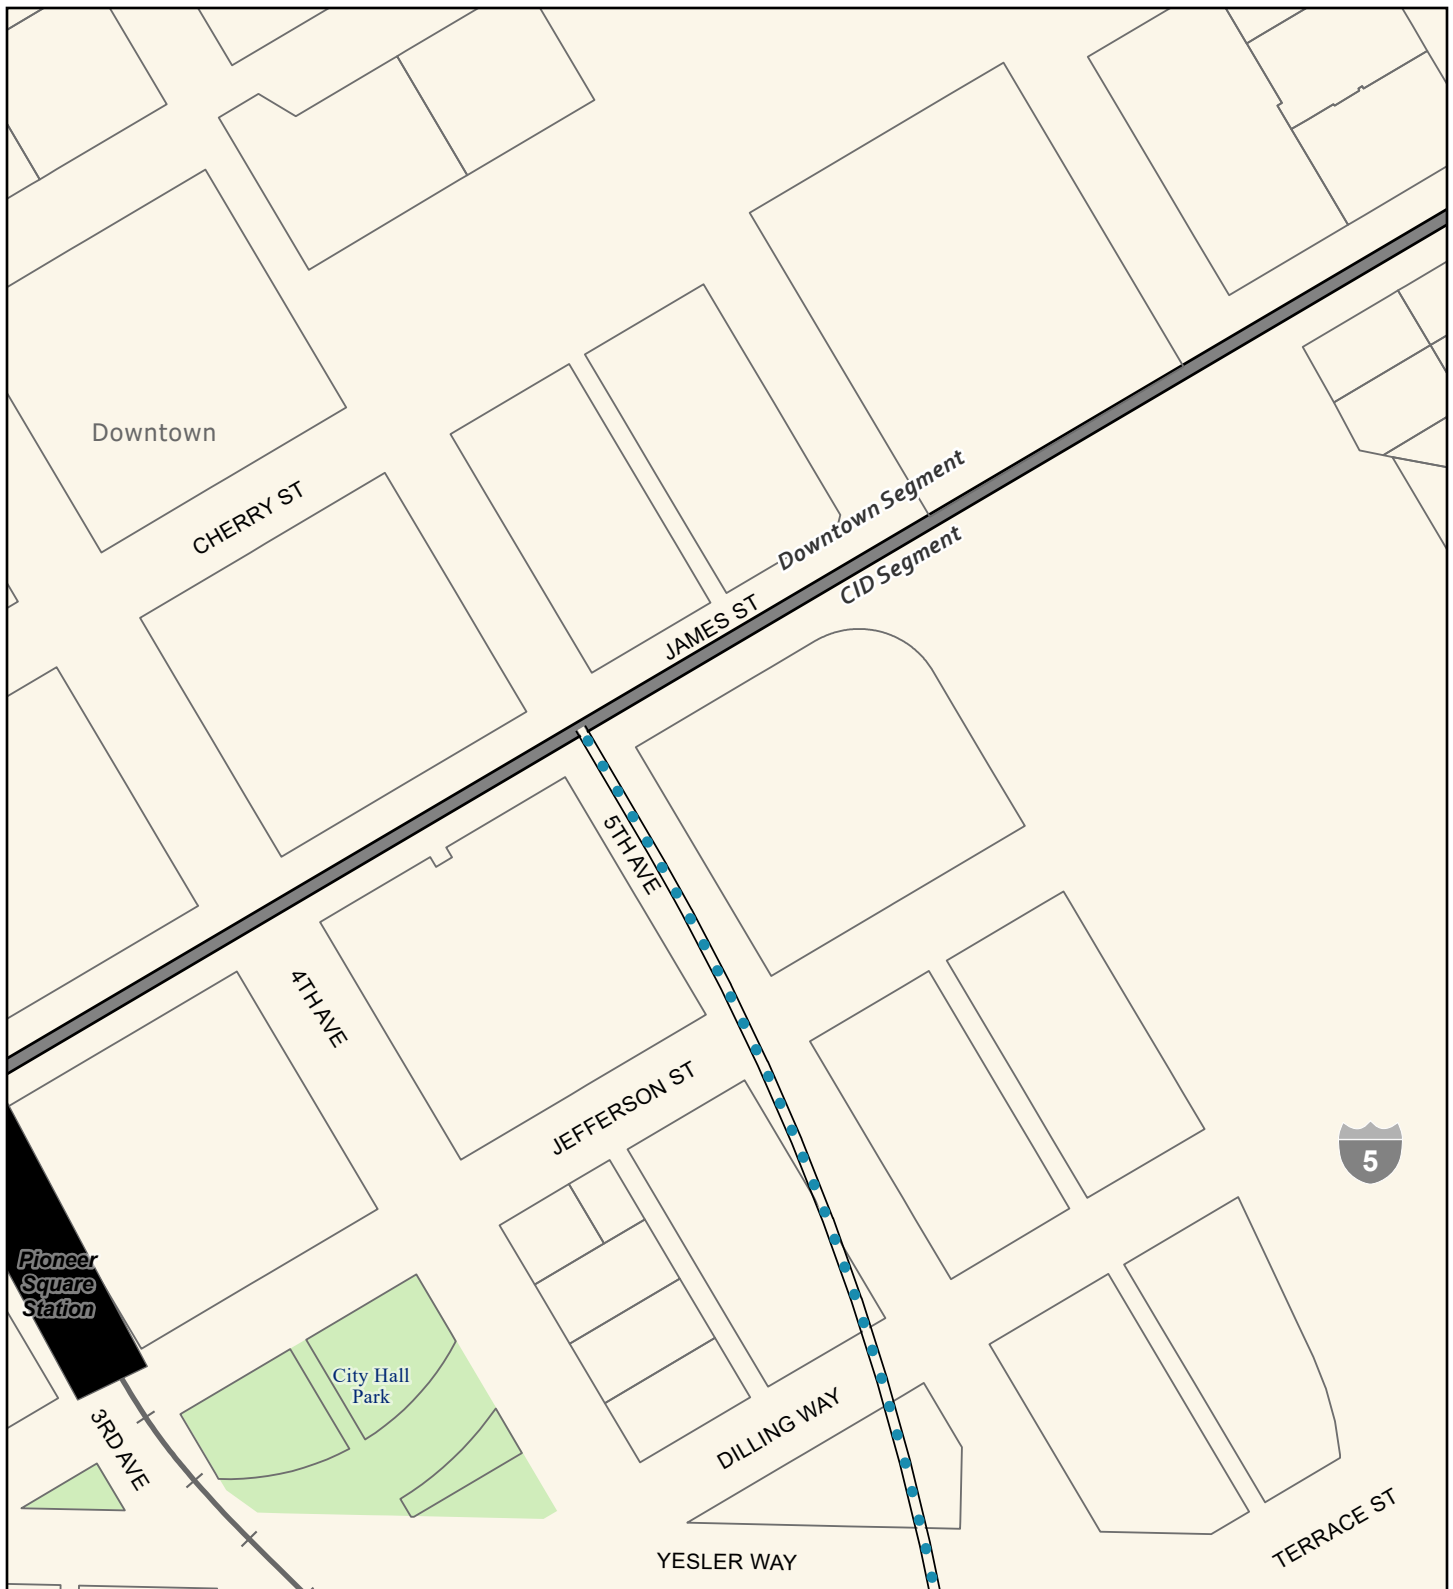 Downtown
CHERRY ST
Downtown Segment
CID Segment
JAMES ST
5TH AVE
4TH AVE
JEFFERSON ST
5
Pioneer
Square
Station
City Hall
Park
3RD AVE
DILLING WAY
TERRACE ST
YESLER WAY